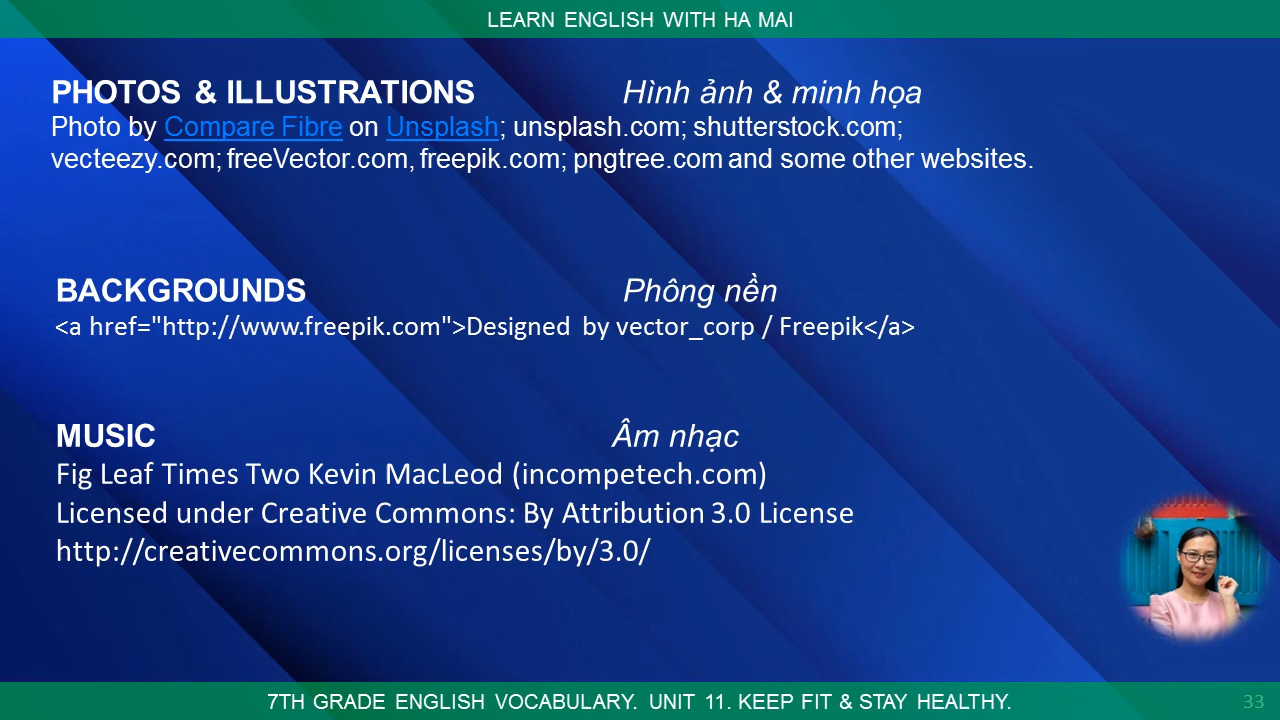 LEARN ENGLISH WITH HA MAI
PHOTOS & ILLUSTRATIONS Hình ảnh & minh họa
Photo by Compare Fibre on Unsplash; unsplash.com; shutterstock.com;
vecteezy.com; freeVector.com, freepik.com; pngtree.com and some other websites.
BACKGROUNDS Phông nền
<a href="http://www.freepik.com">Designed by vector_corp / Freepik</a>
MUSIC Âm nhạc
Fig Leaf Times Two Kevin MacLeod (incompetech.com)
Licensed under Creative Commons: By Attribution 3.0 License
http://creativecommons.org/licenses/by/3.0/
7TH GRADE ENGLISH VOCABULARY. UNIT 11. KEEP FIT & STAY HEALTHY.
33